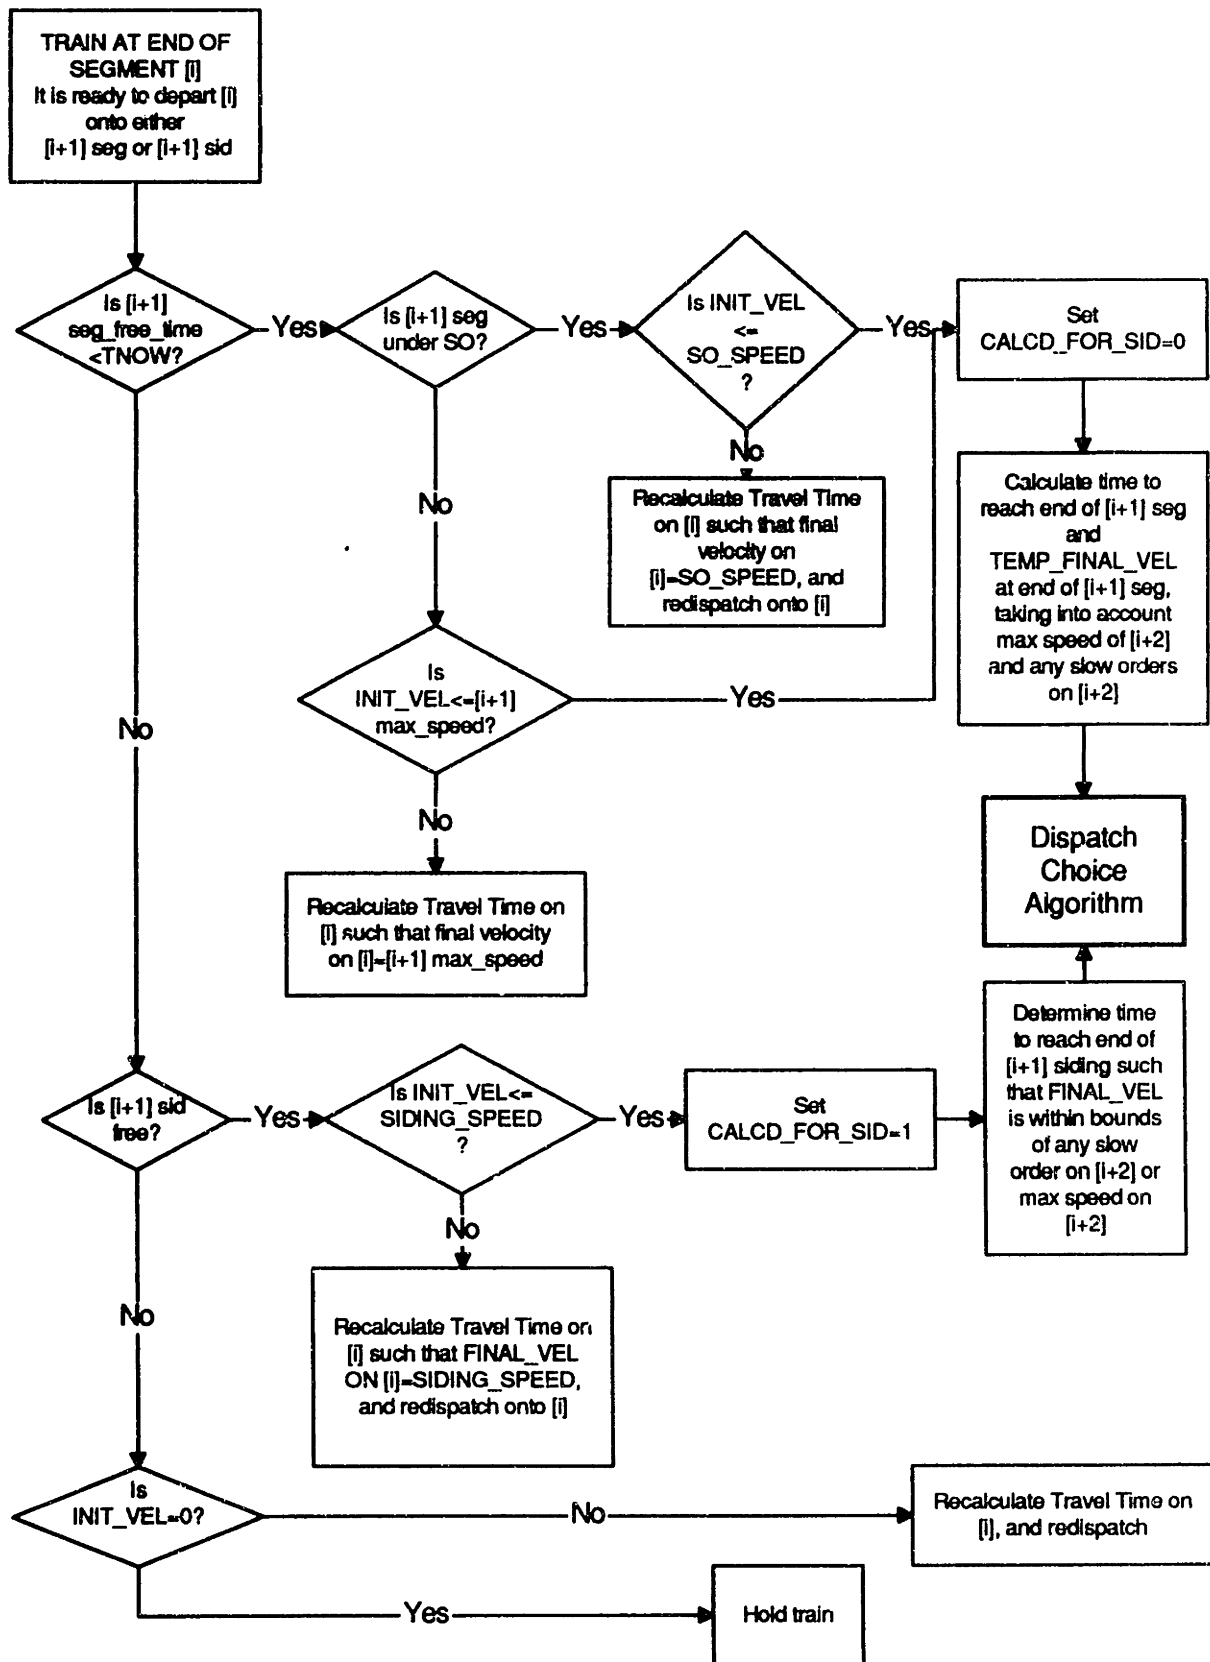 TRAIN AT END OF
SEGMENT [i]
It is ready to depart [i]
onto either
[i+1] seg or [i+1] sid
Is [i+1]
seg_free_time
<TNOW?
Yes
Is [i+1] seg
under SO?
Yes
Is INIT_VEL
<=
SO_SPEED
?
Yes
Set
CALCD_FOR_SID=0
No
Recalculate Travel Time
on [i] such that final
velocity on
[i]=SO_SPEED, and
redispatch onto [i]
Calculate time to
reach end of [i+1] seg
and
TEMP_FINAL_VEL
at end of [i+1] seg,
taking into account
max speed of [i+2]
and any slow orders
on [i+2]
No
Is
INIT_VEL<=[i+1]
max_speed?
Yes
No
No
Recalculate Travel Time on
[i] such that final velocity
on [i]=[i+1] max_speed
Dispatch
Choice
Algorithm
Determine time
to reach end of
[i+1] siding such
that FINAL_VEL
is within bounds
of any slow
order on [i+2] or
max speed on
[i+2]
Is [i+1] sid
free?
Yes
Is INIT_VEL<=
SIDING_SPEED
?
Yes
Set
CALCD_FOR_SID=1
No
Recalculate Travel Time on
[i] such that FINAL_VEL
ON [i]=SIDING_SPEED,
and redispatch onto [i]
No
Is
INIT_VEL=0?
No
Recalculate Travel Time on
[i], and redispatch
Yes
Hold train